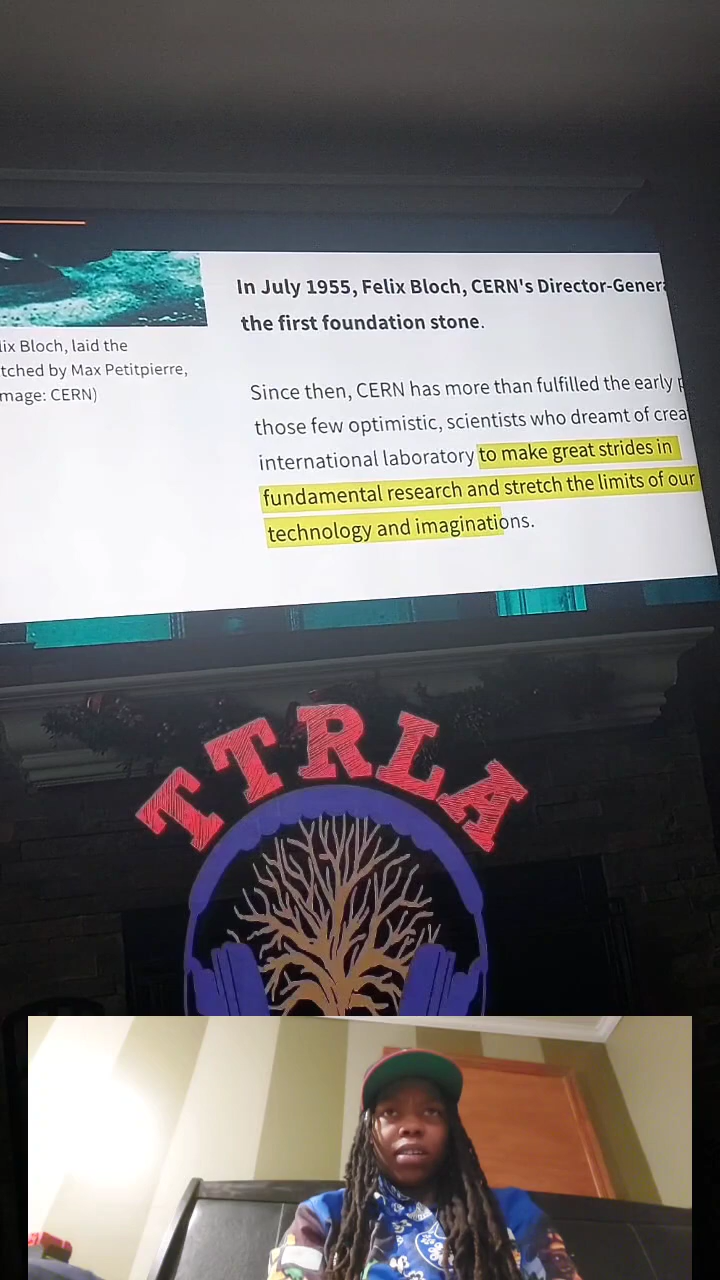 In July 1955, Felix Bloch, CERN's Director-Genera
the first foundation stone.
lix Bloch, laid the
tched by Max Petitpierre,
mage: CERN)
Since then, CERN has more than fulfilled the early p
those few optimistic, scientists who dreamt of crea
international laboratory to make great strides in
fundamental research and stretch the limits of our
technology and imaginations.
TTRLA